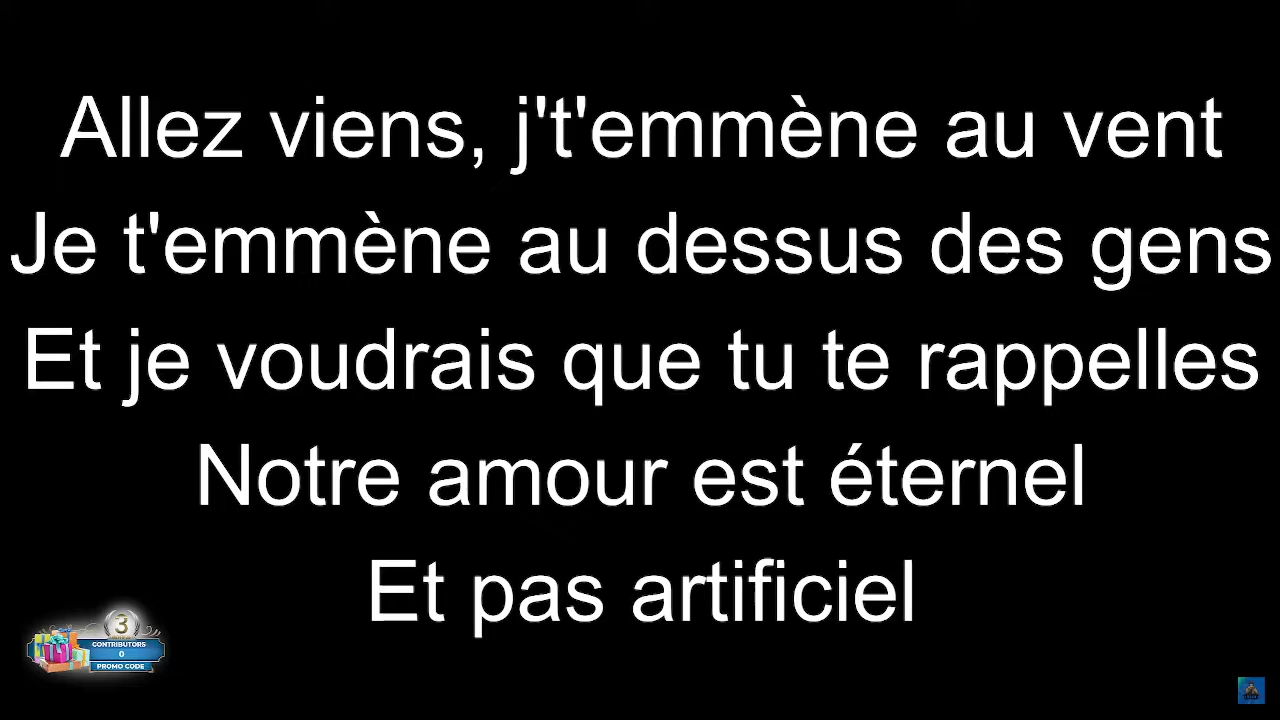 Allez viens, j't'emmène au vent
Je t'emmène au dessus des gens
Et je voudrais que tu te rappelles
Notre amour est éternel
Et pas artificiel
3
CONTRIBUTORS
0
PROMO CODE